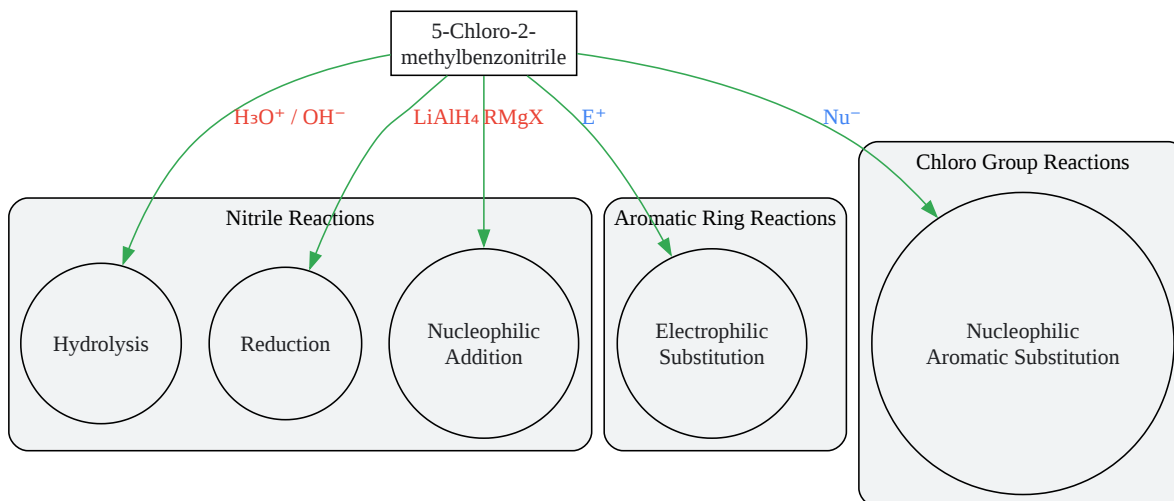 5-Chloro-2-
methylbenzonitrile
H₃O⁺ / OH⁻
LiAlH₄
RMgX
E⁺
Nu⁻
Chloro Group Reactions
Nitrile Reactions
Aromatic Ring Reactions
Hydrolysis
Reduction
Nucleophilic
Addition
Electrophilic
Substitution
Nucleophilic
Aromatic Substitution